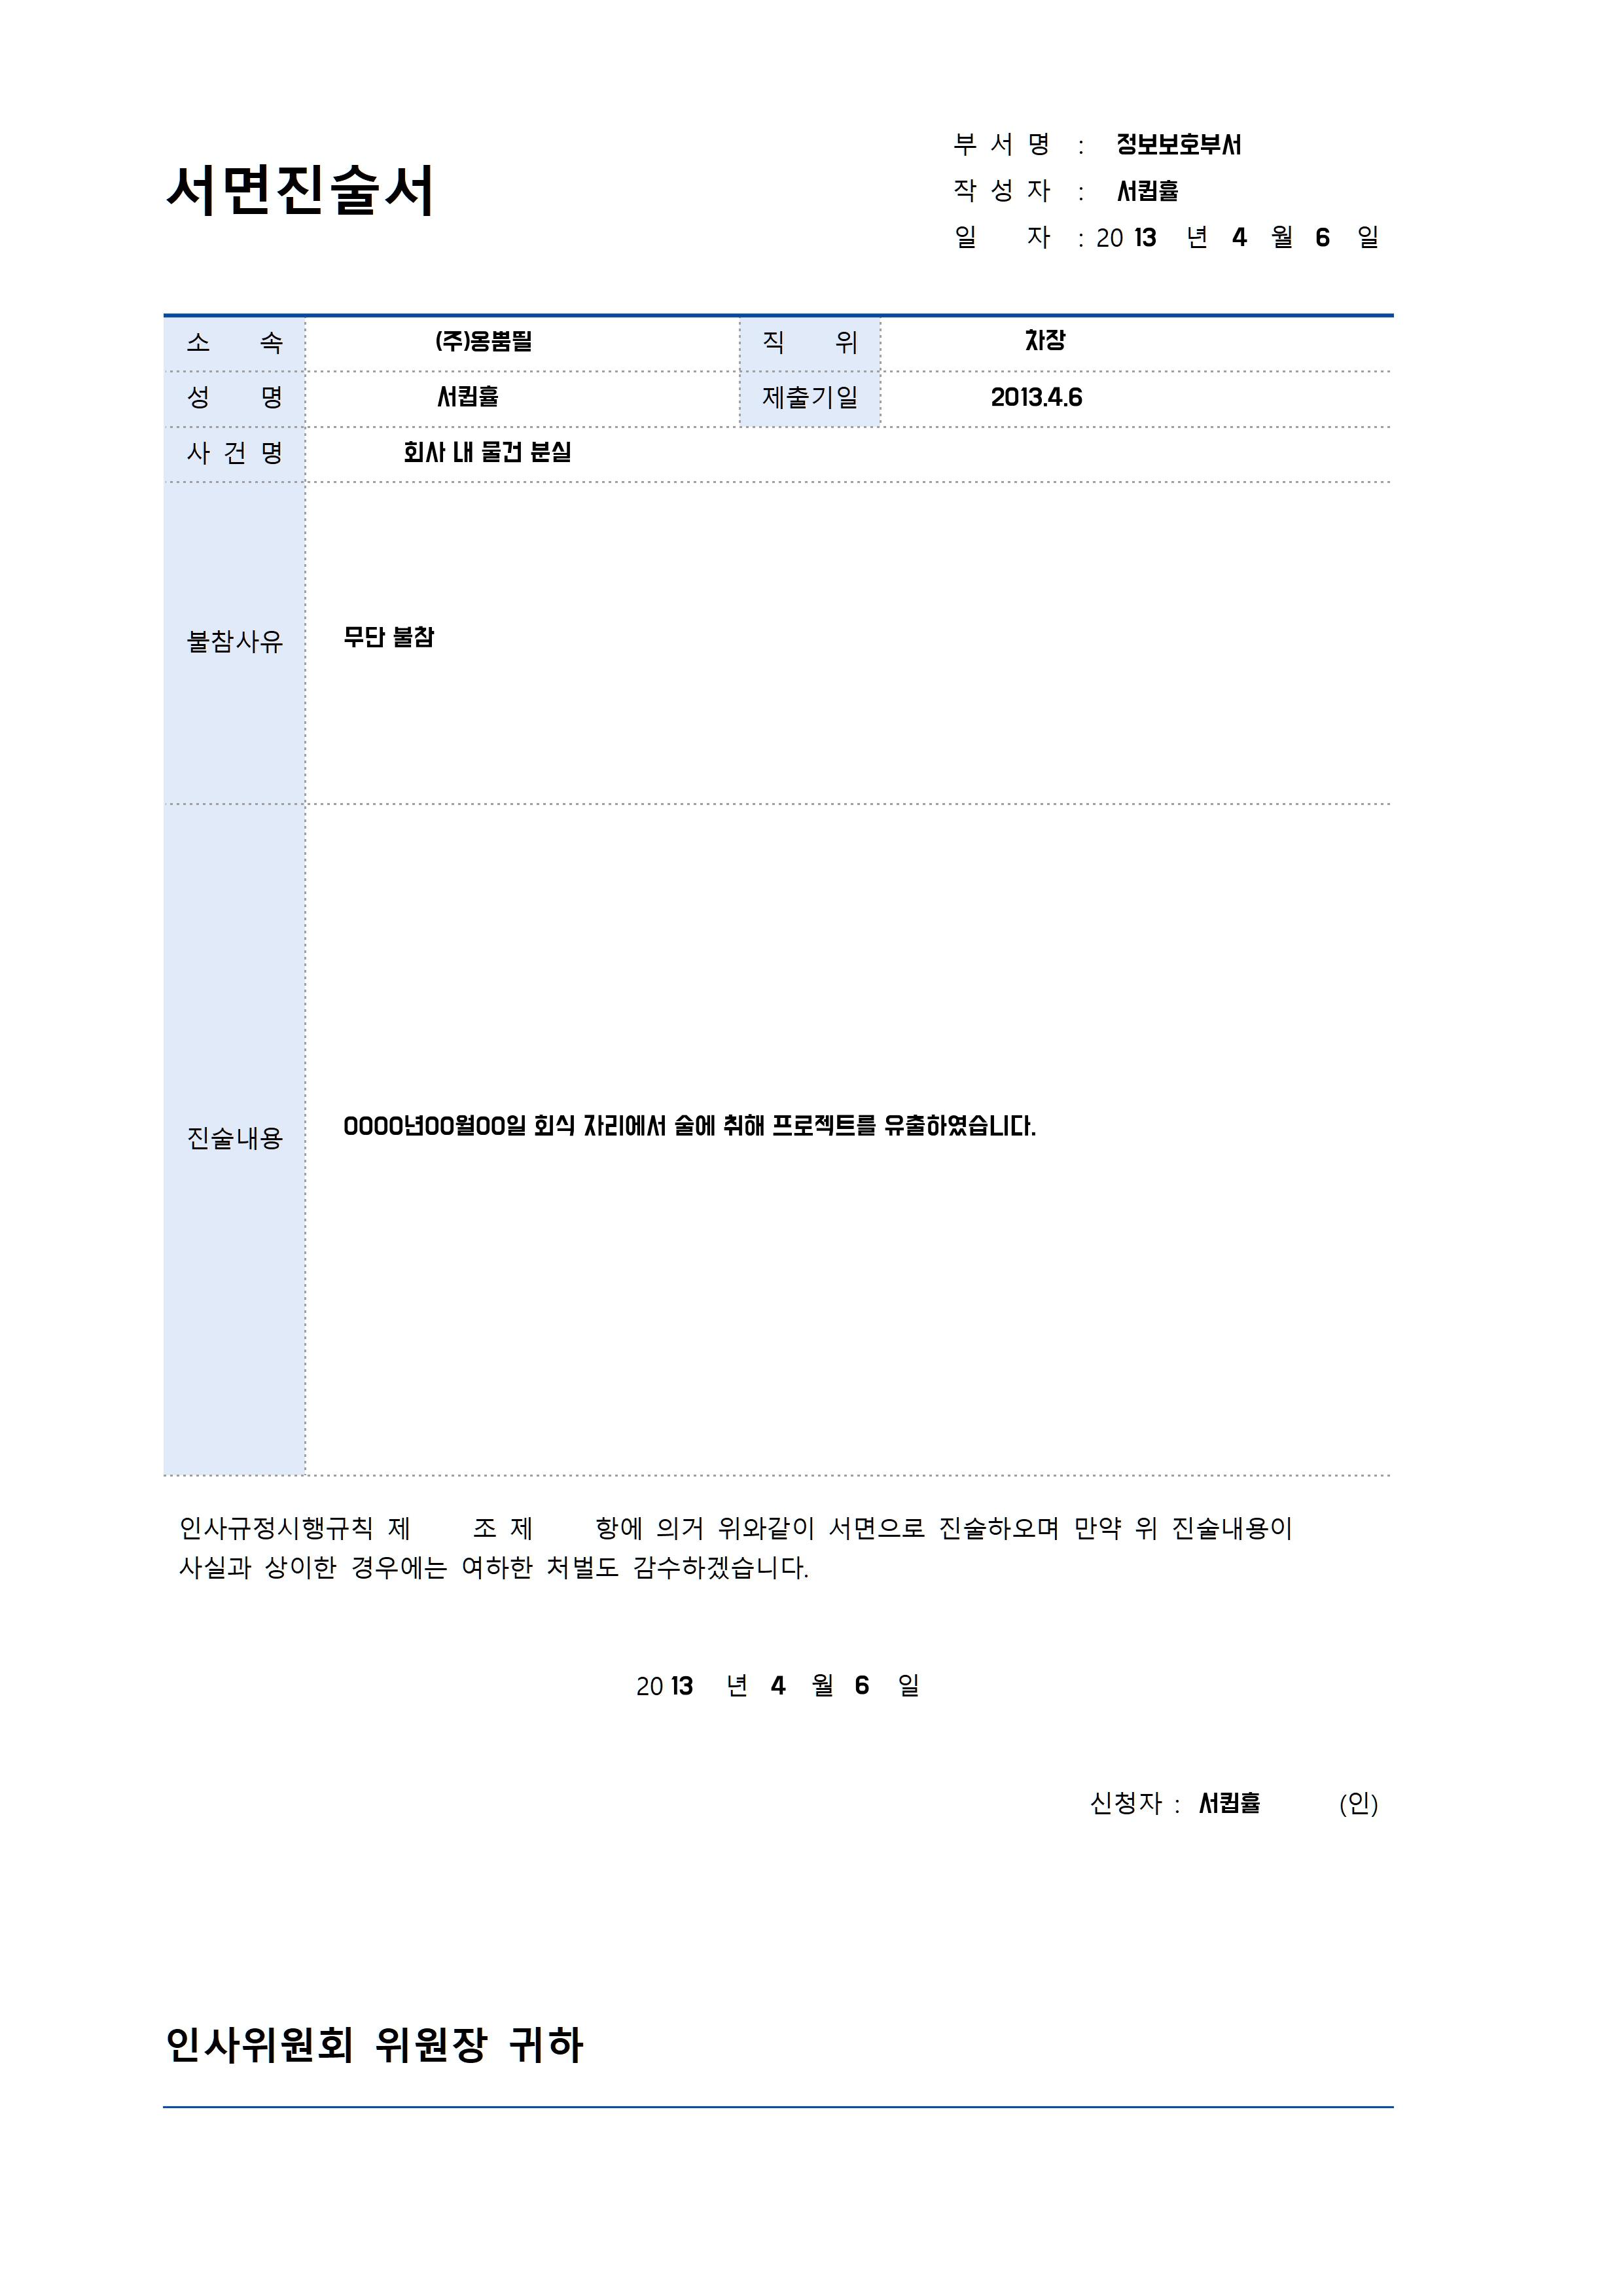 서면진술서
부 서 명 : 정보보호부서
작 성 자 : 서큅휼
일 자 : 20 13 년 4 월 6 일
소 속 (주)옹뿜띌 직 위 차장
성 명 서큅휼 제출기일 2013.4.6
사 건 명 회사 내 물건 분실
불참사유 무단 불참
진술내용 0000년00월00일 회식 자리에서 술에 취해 프로젝트를 유출하였습니다.
인사규정시행규칙 제 조 제 항에 의거 위와같이 서면으로 진술하오며 만약 위 진술내용이
사실과 상이한 경우에는 여하한 처벌도 감수하겠습니다.
20 13 년 4 월 6 일
신청자 : 서큅휼 (인)
인사위원회 위원장 귀하